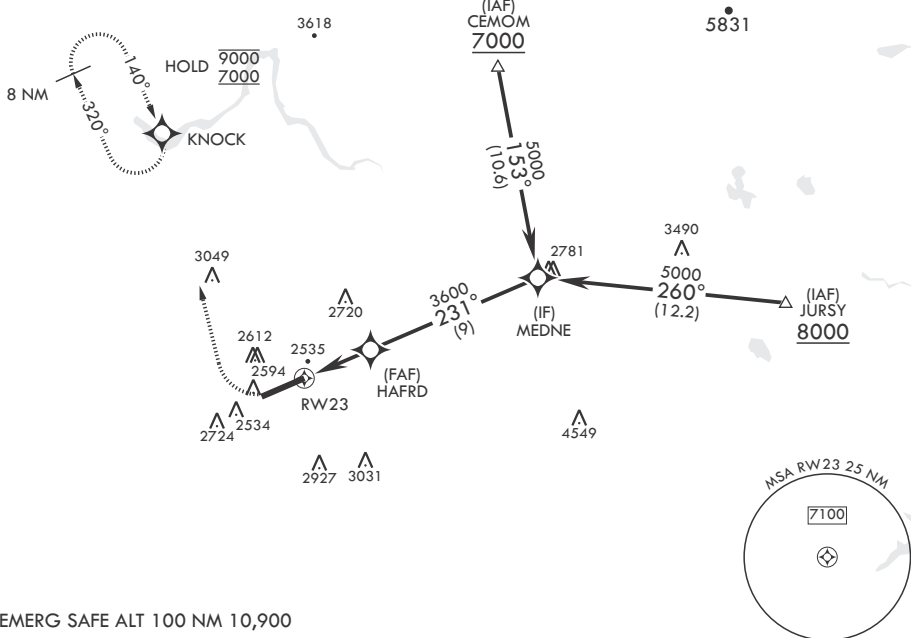 (IAF)
CEMOM
7000
3618
5831
HOLD 9000
7000
8 NM
140°
320°
KNOCK
5000
153°
(10.6)
3049
2781
3490
5000
260°
(12.2)
(IAF)
JURSY
8000
2720
3600
231°
(9)
(IF)
MEDNE
2612
2594
2535
(FAF)
HAFRD
RW23
2724
2534
4549
2927
3031
MSA RW23 25 NM
7100
EMERG SAFE ALT 100 NM 10,900